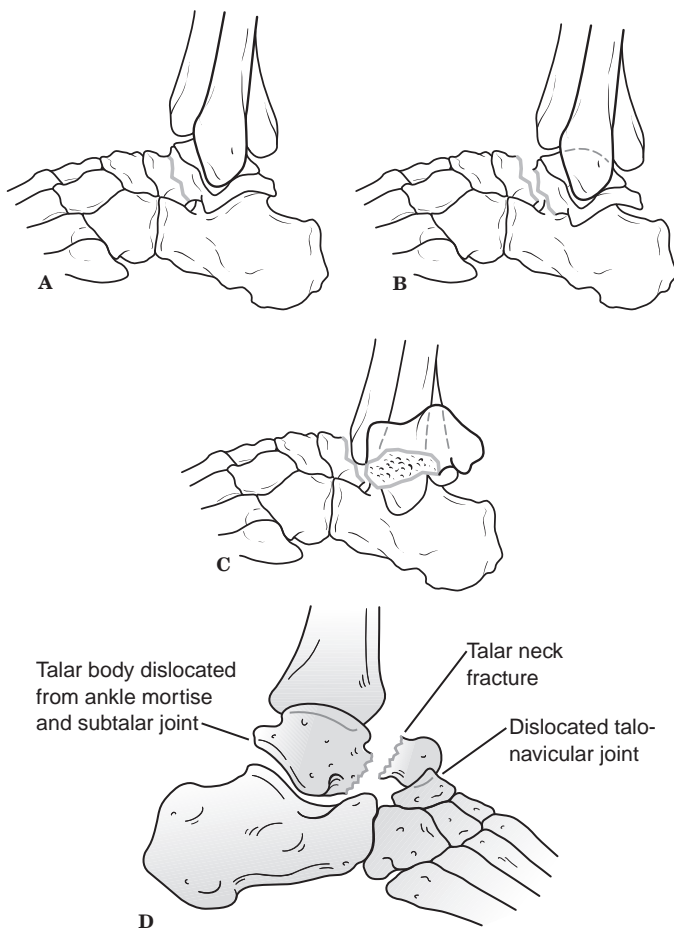 A
B
C
Talar body dislocated
from ankle mortise
and subtalar joint
Talar neck
fracture
Dislocated talo-
navicular joint
D